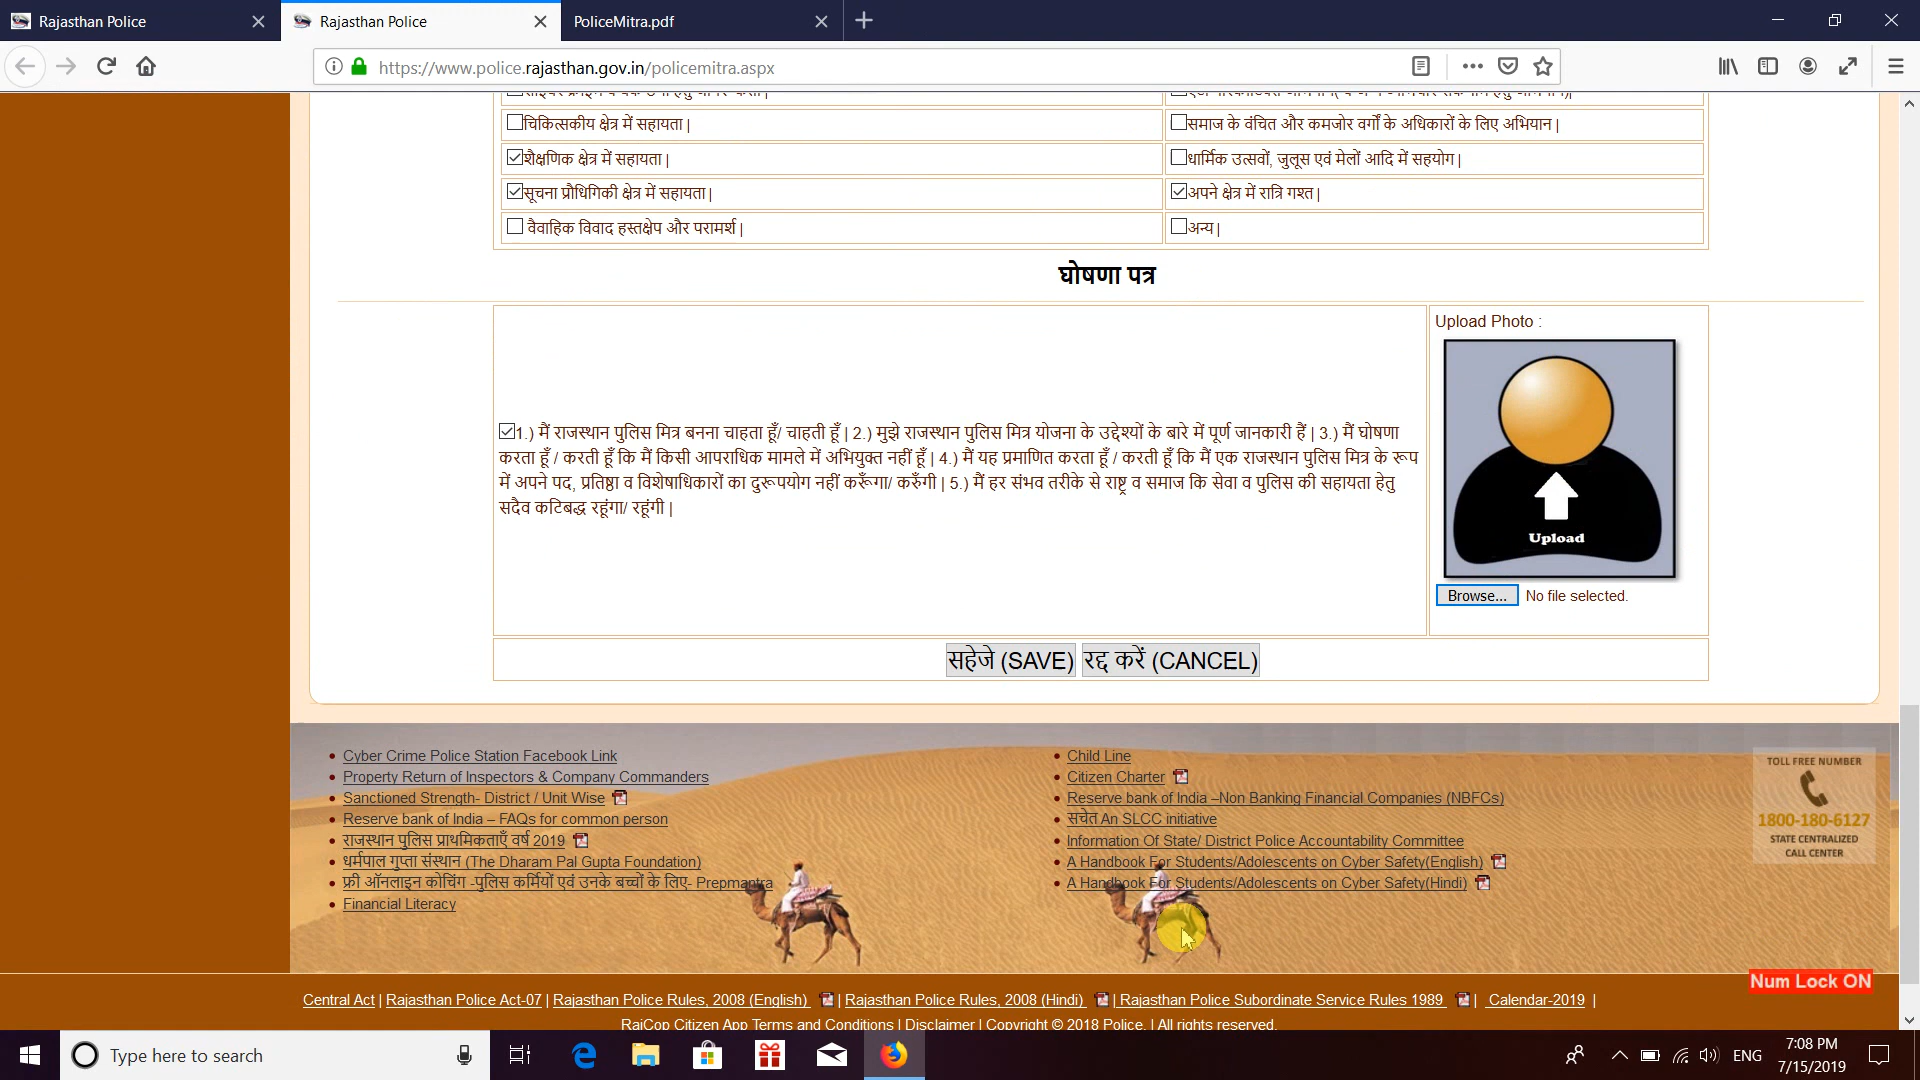 Rajasthan Police
Rajasthan Police
PoliceMitra.pdf
https://www.police.rajasthan.gov.in/policemitra.aspx
चिकित्सकीय क्षेत्र में सहायता |
समाज के वंचित और कमजोर वर्गों के अधिकारों के लिए अभियान |
शैक्षणिक क्षेत्र में सहायता |
धार्मिक उत्सवों, जुलूस एवं मेलों आदि में सहयोग |
सूचना प्रौधिगिकी क्षेत्र में सहायता |
अपने क्षेत्र में रात्रि गश्त |
वैवाहिक विवाद हस्तक्षेप और परामर्श |
अन्य |
घोषणा पत्र
1.) मैं राजस्थान पुलिस मित्र बनना चाहता हूँ/ चाहती हूँ | 2.) मुझे राजस्थान पुलिस मित्र योजना के उद्देश्यों के बारे में पूर्ण जानकारी हैं | 3.) मैं घोषणा
करता हूँ / करती हूँ कि मैं किसी आपराधिक मामले में अभियुक्त नहीं हूँ | 4.) मैं यह प्रमाणित करता हूँ / करती हूँ कि मैं एक राजस्थान पुलिस मित्र के रूप
में अपने पद, प्रतिष्ठा व विशेषाधिकारों का दुरूपयोग नहीं करूँगा/ करुँगी | 5.) मैं हर संभव तरीके से राष्ट्र व समाज कि सेवा व पुलिस की सहायता हेतु
सदैव कटिबद्ध रहूंगा/ रहूंगी |
Upload Photo :
Upload
Browse... No file selected.
सहेजे (SAVE) रद्द करें (CANCEL)
Cyber Crime Police Station Facebook Link
Property Return of Inspectors & Company Commanders
Sanctioned Strength- District / Unit Wise
Reserve bank of India – FAQs for common person
राजस्थान पुलिस प्राथमिकताएँ वर्ष 2019
धर्मपाल गुप्ता संस्थान (The Dharam Pal Gupta Foundation)
फ्री ऑनलाइन कोचिंग -पुलिस कर्मियों एवं उनके बच्चों के लिए- Prepmantra
Financial Literacy
Child Line
Citizen Charter
Reserve bank of India –Non Banking Financial Companies (NBFCs)
सचेत An SLCC initiative
Information Of State/ District Police Accountability Committee
A Handbook For Students/Adolescents on Cyber Safety(English)
A Handbook For Students/Adolescents on Cyber Safety(Hindi)
TOLL FREE NUMBER
1800-180-6127
STATE CENTRALIZED
CALL CENTER
Num Lock ON
Central Act | Rajasthan Police Act-07 | Rajasthan Police Rules, 2008 (English) | Rajasthan Police Rules, 2008 (Hindi) | Rajasthan Police Subordinate Service Rules 1989 | Calendar-2019 |
RajCop Citizen App Terms and Conditions | Disclaimer | Copyright © 2018 Police. | All rights reserved.
Type here to search
ENG
7:08 PM
7/15/2019